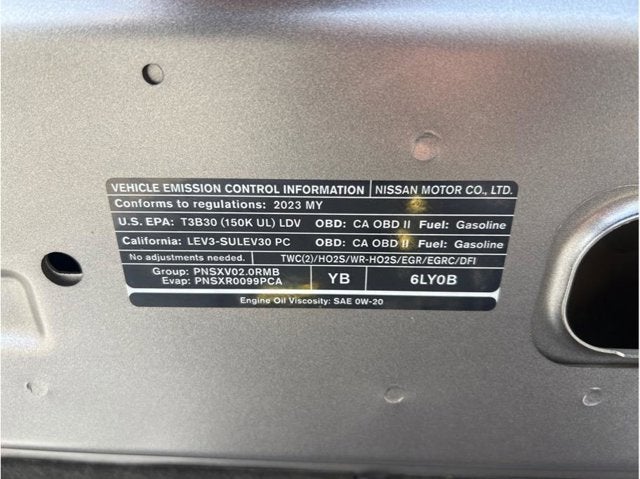 VEHICLE EMISSION CONTROL INFORMATION NISSAN MOTOR CO., LTD.
Conforms to regulations: 2023 MY
U.S. EPA: T3B30 (150K UL) LDV OBD: CA OBD II Fuel: Gasoline
California: LEV3-SULEV30 PC OBD: CA OBD II Fuel: Gasoline
No adjustments needed. TWC(2)/HO2S/WR-HO2S/EGR/EGRC/DFI
Group: PNSXV02.0RMB
Evap: PNSXR0099PCA
YB 6LY0B
Engine Oil Viscosity: SAE 0W-20